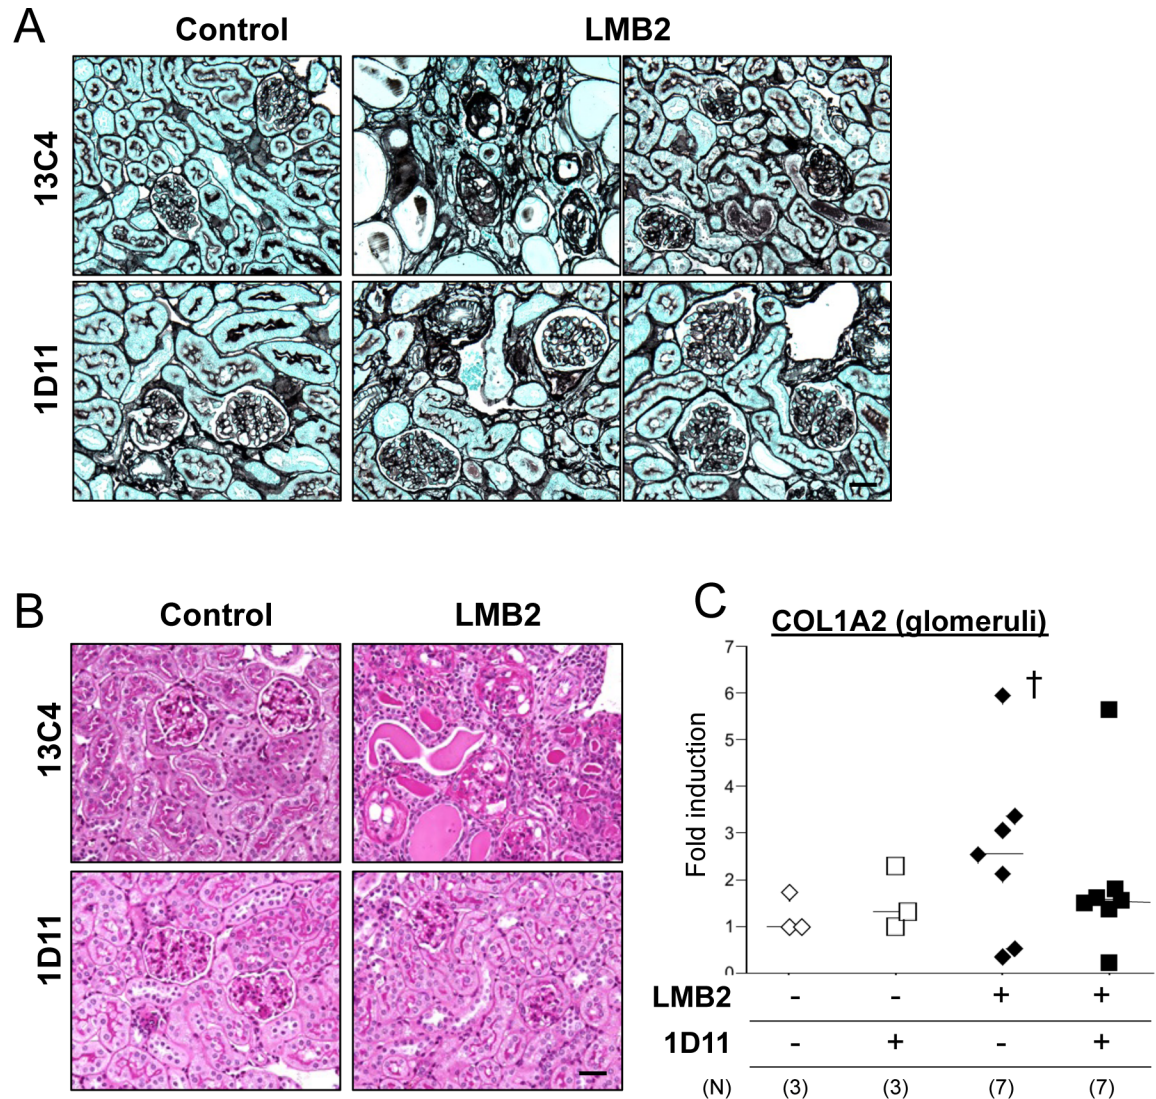 A
Control LMB2
13C4
1D11
B
Control LMB2
13C4
1D11
C
COL1A2 (glomeruli)
Fold induction
7
6
5
4
3
2
1
0
†
LMB2 - - + +
1D11 - + - +
(N) (3) (3) (7) (7)